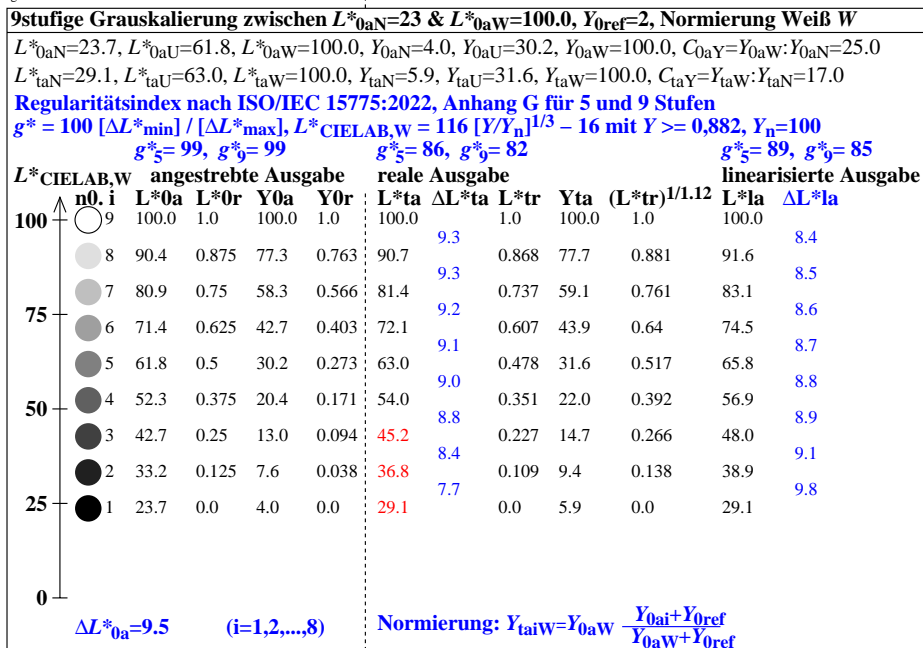 9stufige Grauskalierung zwischen L*0aN=23 & L*0aW=100.0, Y0ref=2, Normierung Weiß W
L*0aN=23.7, L*0aU=61.8, L*0aW=100.0, Y0aN=4.0, Y0aU=30.2, Y0aW=100.0, C0aY=Y0aW:Y0aN=25.0
L*taN=29.1, L*taU=63.0, L*taW=100.0, YtaN=5.9, YtaU=31.6, YtaW=100.0, CtaY=YtaW:YtaN=17.0
Regularitätsindex nach ISO/IEC 15775:2022, Anhang G für 5 und 9 Stufen
g* = 100 [ΔL*min] / [ΔL*max], L*CIELAB,W = 116 [Y/Yn]1/3 – 16 mit Y >= 0,882, Yn=100
g*5= 99, g*9= 99 g*5= 86, g*9= 82 g*5= 89, g*9= 85
L*CIELAB,W angestrebte Ausgabe reale Ausgabe linearisierte Ausgabe
n0. i L*0a L*0r Y0a Y0r L*ta ΔL*ta L*tr Yta (L*tr)1/1.12 L*la ΔL*la
100 9 100.0 1.0 100.0 1.0 100.0 1.0 100.0 1.0 100.0
9.3 8.4
8 90.4 0.875 77.3 0.763 90.7 0.868 77.7 0.881 91.6
9.3 8.5
7 80.9 0.75 58.3 0.566 81.4 0.737 59.1 0.761 83.1
75 9.2 8.6
6 71.4 0.625 42.7 0.403 72.1 0.607 43.9 0.64 74.5
9.1 8.7
5 61.8 0.5 30.2 0.273 63.0 0.478 31.6 0.517 65.8
9.0 8.8
4 52.3 0.375 20.4 0.171 54.0 0.351 22.0 0.392 56.9
50 8.8 8.9
3 42.7 0.25 13.0 0.094 45.2 0.227 14.7 0.266 48.0
8.4 9.1
2 33.2 0.125 7.6 0.038 36.8 0.109 9.4 0.138 38.9
7.7 9.8
25 1 23.7 0.0 4.0 0.0 29.1 0.0 5.9 0.0 29.1
0
ΔL*0a=9.5 (i=1,2,...,8) Normierung: YtaiW=Y0aW Y0ai+Y0ref
Y0aW+Y0ref